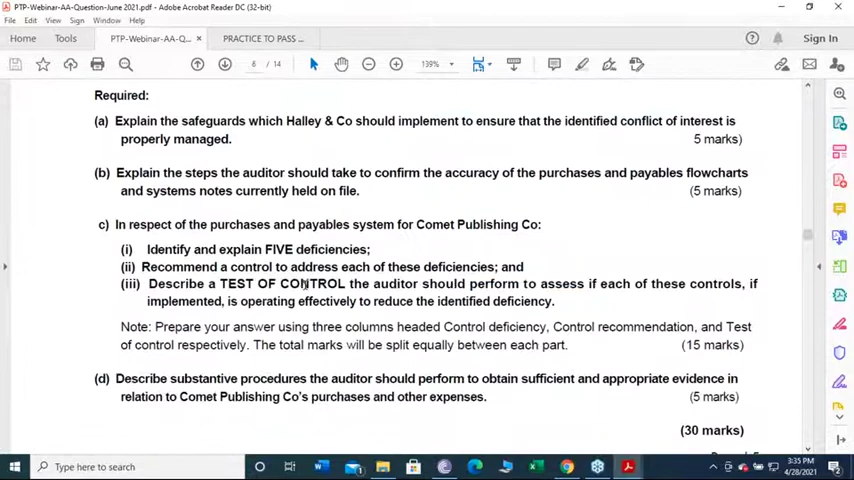 PTP-Webinar-AA-Question-June 2021.pdf - Adobe Acrobat Reader DC (32-bit)
File Edit View Sign Window Help
Home Tools PTP-Webinar-AA-Q... × PRACTICE TO PASS ... Sign In
6 / 14 139%
Required:
(a) Explain the safeguards which Halley & Co should implement to ensure that the identified conflict of interest is
properly managed. 5 marks)
(b) Explain the steps the auditor should take to confirm the accuracy of the purchases and payables flowcharts
and systems notes currently held on file. (5 marks)
c) In respect of the purchases and payables system for Comet Publishing Co:
(i) Identify and explain FIVE deficiencies;
(ii) Recommend a control to address each of these deficiencies; and
(iii) Describe a TEST OF CONTROL the auditor should perform to assess if each of these controls, if
implemented, is operating effectively to reduce the identified deficiency.
Note: Prepare your answer using three columns headed Control deficiency, Control recommendation, and Test
of control respectively. The total marks will be split equally between each part. (15 marks)
(d) Describe substantive procedures the auditor should perform to obtain sufficient and appropriate evidence in
relation to Comet Publishing Co's purchases and other expenses. (5 marks)
(30 marks)
Type here to search
3:35 PM
4/28/2021